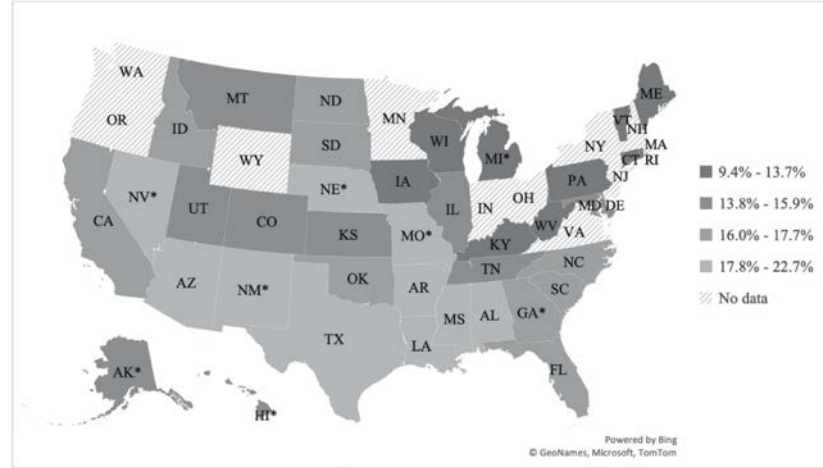 WA
OR
MT
ND
ID
SD
MN
WY
WI
MI*
ME
VT
NH
NY
MA
CT RI
NV*
UT
CO
NE*
IA
IL
IN
OH
PA
NJ
MD DE
WV
VA
CA
KS
MO*
KY
TN
NC
AZ
NM*
OK
AR
SC
TX
LA
MS
AL
GA*
FL
AK*
HI*
9.4% - 13.7%
13.8% - 15.9%
16.0% - 17.7%
17.8% - 22.7%
No data
Powered by Bing
© GeoNames, Microsoft, TomTom